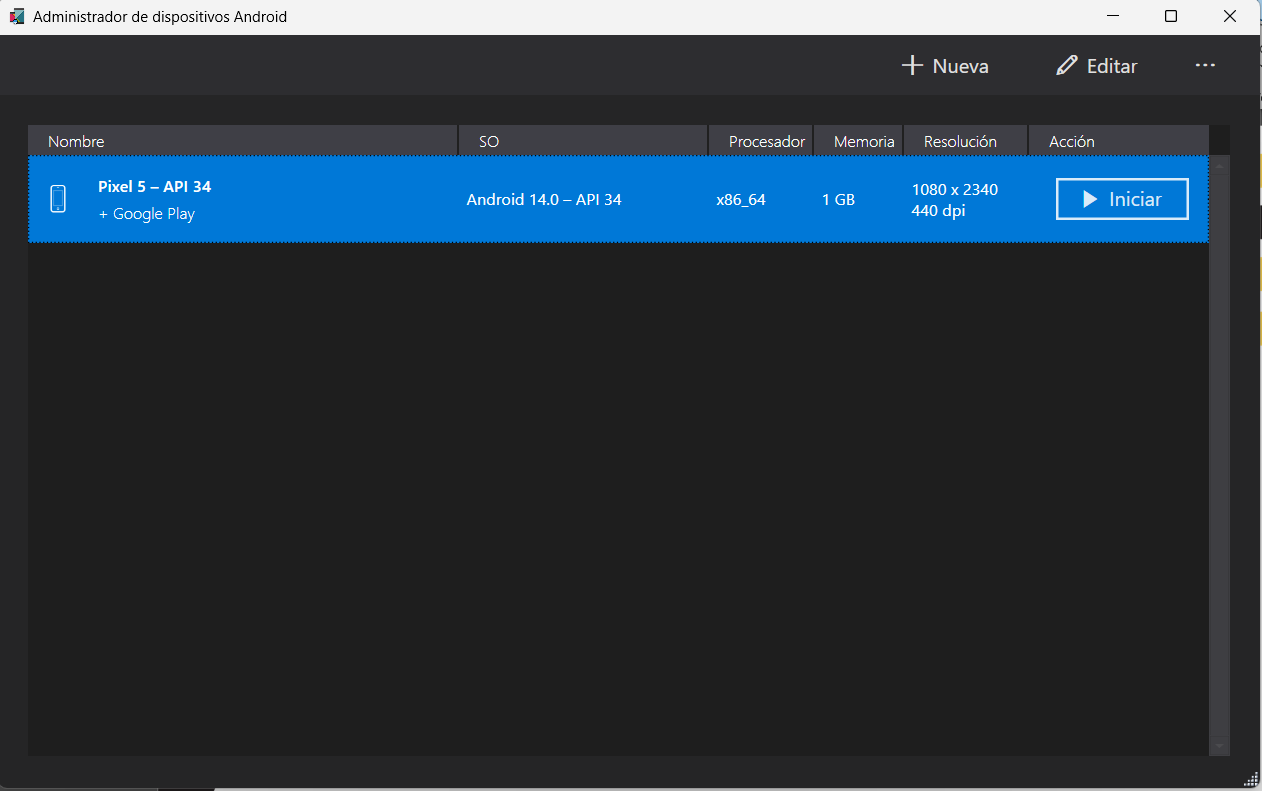 Administrador de dispositivos Android
Nueva
Editar
Nombre SO Procesador Memoria Resolución Acción
Pixel 5 – API 34
+ Google Play
Android 14.0 – API 34
x86_64
1 GB
1080 x 2340
440 dpi
Iniciar